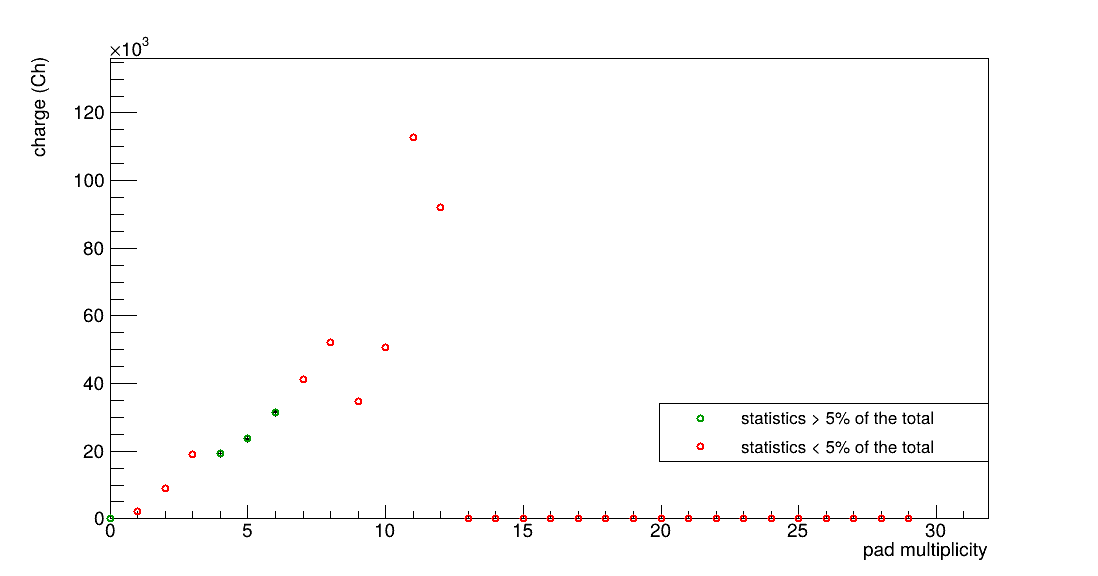 ×10³
charge (Ch)
120
100
80
60
40
20
0
0 5 10 15 20 25 30
pad multiplicity
statistics > 5% of the total
statistics < 5% of the total